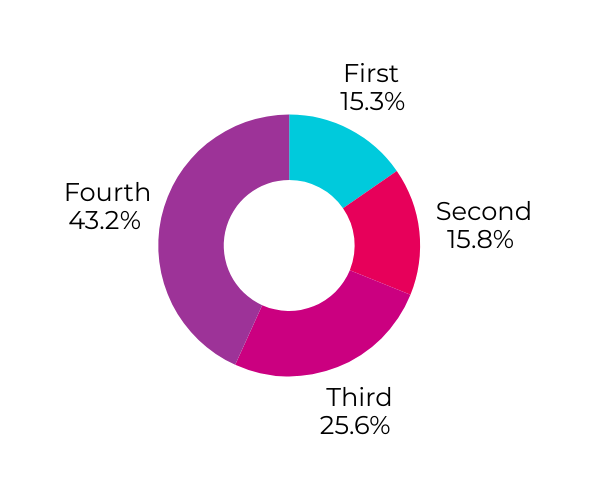 First
15.3%
Second
15.8%
Third
25.6%
Fourth
43.2%